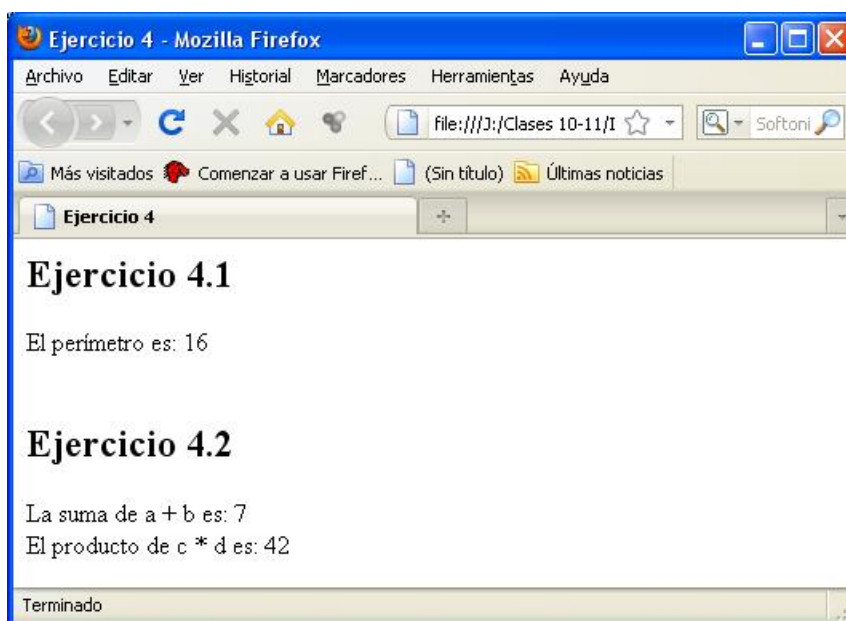 Ejercicio 4 - Mozilla Firefox
Archivo Editar Ver Historial Marcadores Herramientas Ayuda
file:///J:/Clases 10-11/I Softoni
Más visitados Comenzar a usar Firef... (Sin título) Últimas noticias
Ejercicio 4
Ejercicio 4.1
El perímetro es: 16
Ejercicio 4.2
La suma de a + b es: 7
El producto de c * d es: 42
Terminado